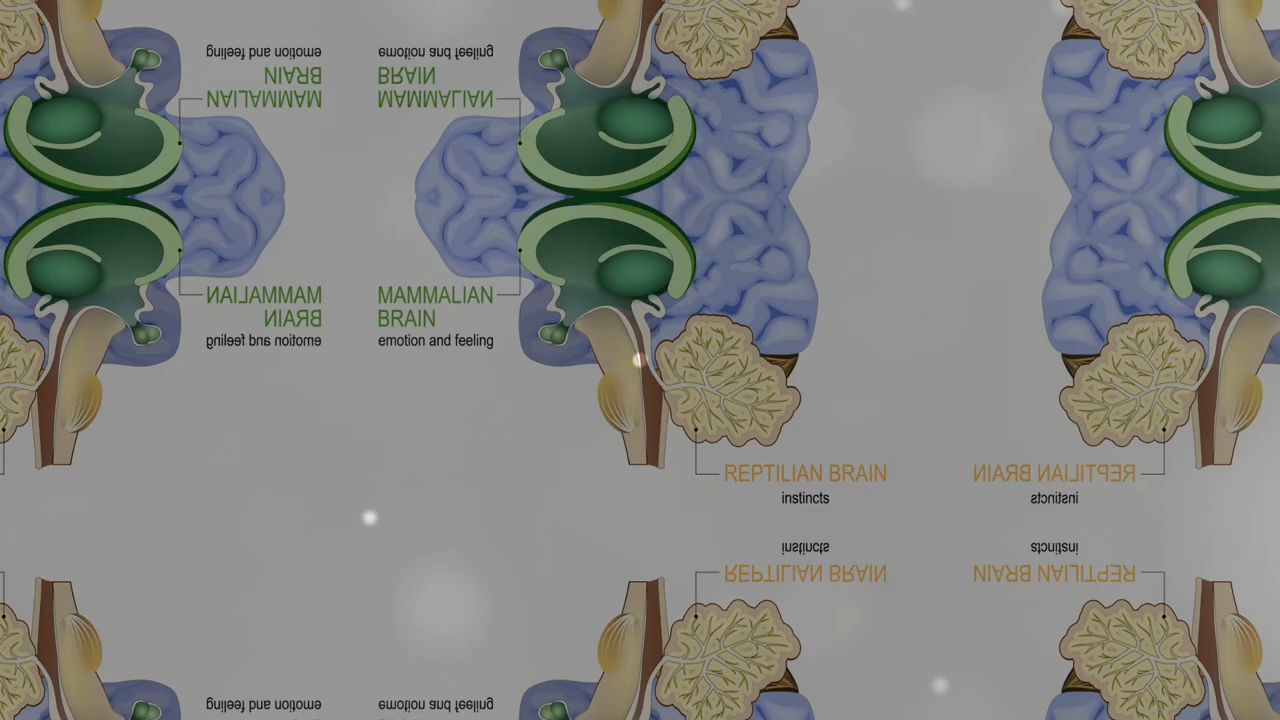 emotion and feeling
emotion and feeling
BRAIN
BRAIN
MAMMALIAN
MAMMALIAN
MAMMALIAN
MAMMALIAN
BRAIN
BRAIN
emotion and feeling
emotion and feeling
REPTILIAN BRAIN
REPTILIAN BRAIN
instincts
instincts
instincts
instincts
REPTILIAN BRAIN
REPTILIAN BRAIN
emotion and feeling
emotion and feeling